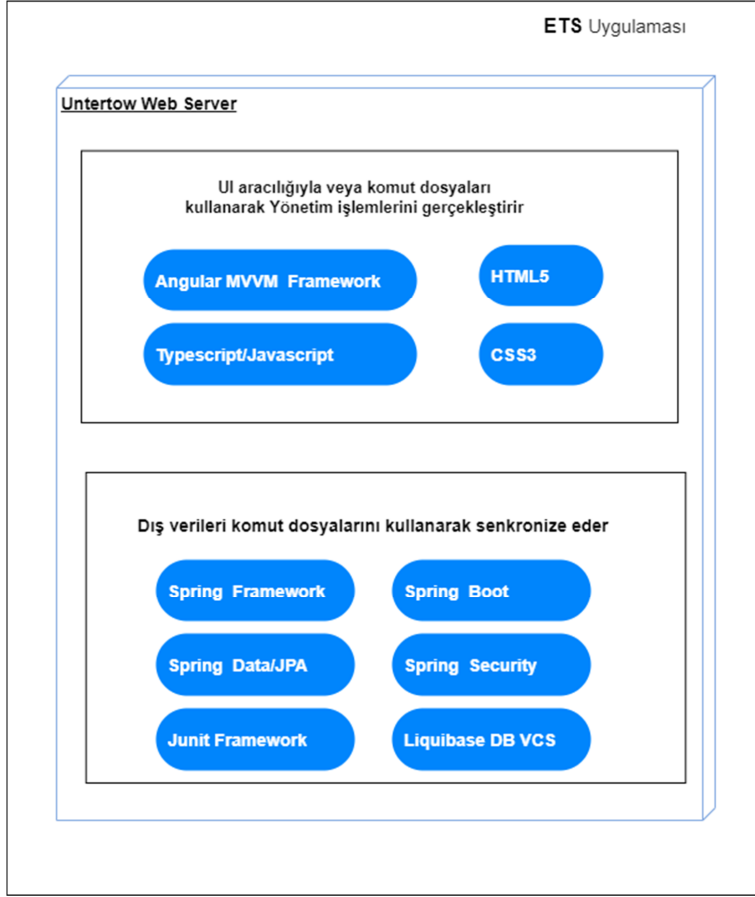 ETS Uygulaması
Untertow Web Server
UI aracılığıyla veya komut dosyaları
kullanarak Yönetim işlemlerini gerçekleştirir
Angular MVVM Framework
HTML5
Typescript/Javascript
CSS3
Dış verileri komut dosyalarını kullanarak senkronize eder
Spring Framework
Spring Boot
Spring Data/JPA
Spring Security
Junit Framework
Liquibase DB VCS